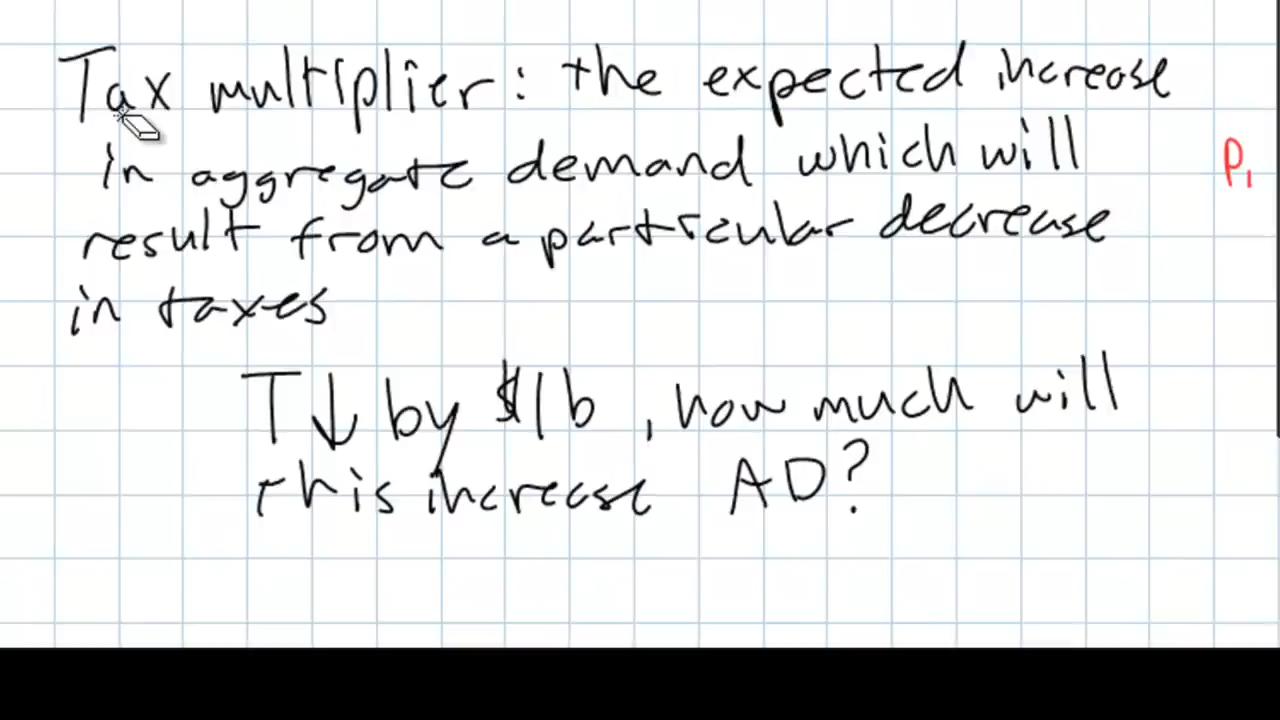 Tax multiplier: the expected increase
in aggregate demand which will
result from a particular decrease
in taxes
T↓ by $1b, how much will
this increase AD?
P1